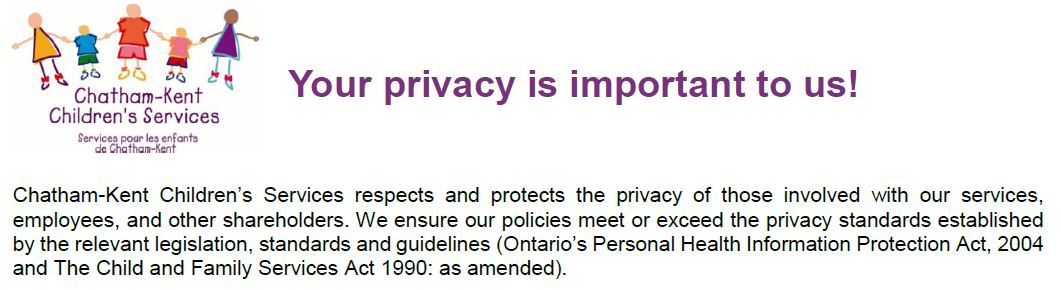 Chatham-Kent
Children's Services
Services pour les enfants
de Chatham-Kent
Your privacy is important to us!
Chatham-Kent Children’s Services respects and protects the privacy of those involved with our services,
employees, and other shareholders. We ensure our policies meet or exceed the privacy standards established
by the relevant legislation, standards and guidelines (Ontario’s Personal Health Information Protection Act, 2004
and The Child and Family Services Act 1990: as amended).